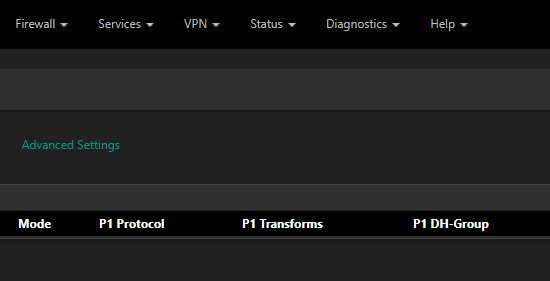 Firewall Services VPN Status Diagnostics Help
Advanced Settings
Mode P1 Protocol P1 Transforms P1 DH-Group